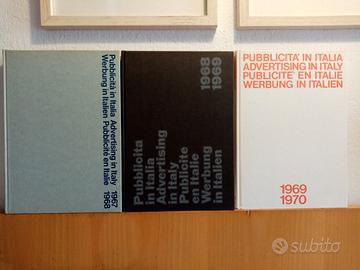 Pubblicità in Italia Advertising in Italy 1967
Werbung in Italien Publicité en Italie 1968
Pubblicita
in Italia
Advertising
in Italy
Publicite
en Italie
Werbung
in Italien
1968
1969
PUBBLICITA' IN ITALIA
ADVERTISING IN ITALY
PUBLICITE' EN ITALIE
WERBUNG IN ITALIEN
1969
1970
subito